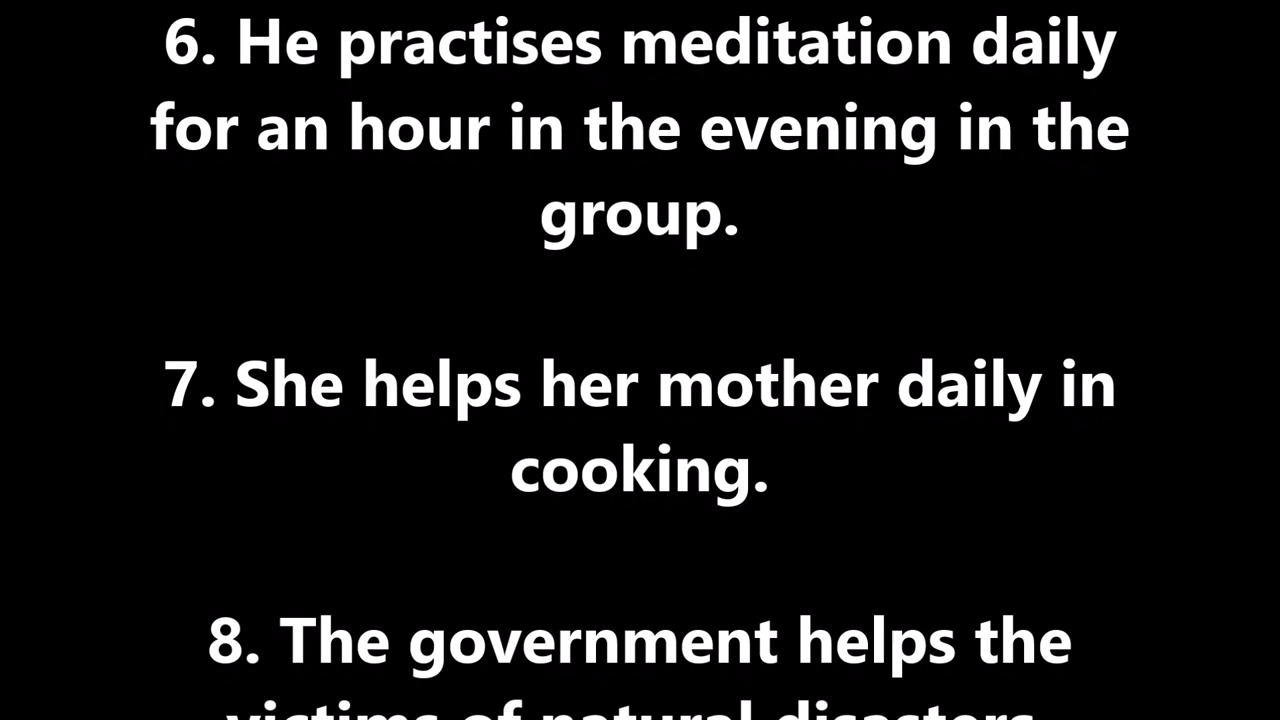 6. He practises meditation daily
for an hour in the evening in the
group.
7. She helps her mother daily in
cooking.
8. The government helps the
victims of natural disasters